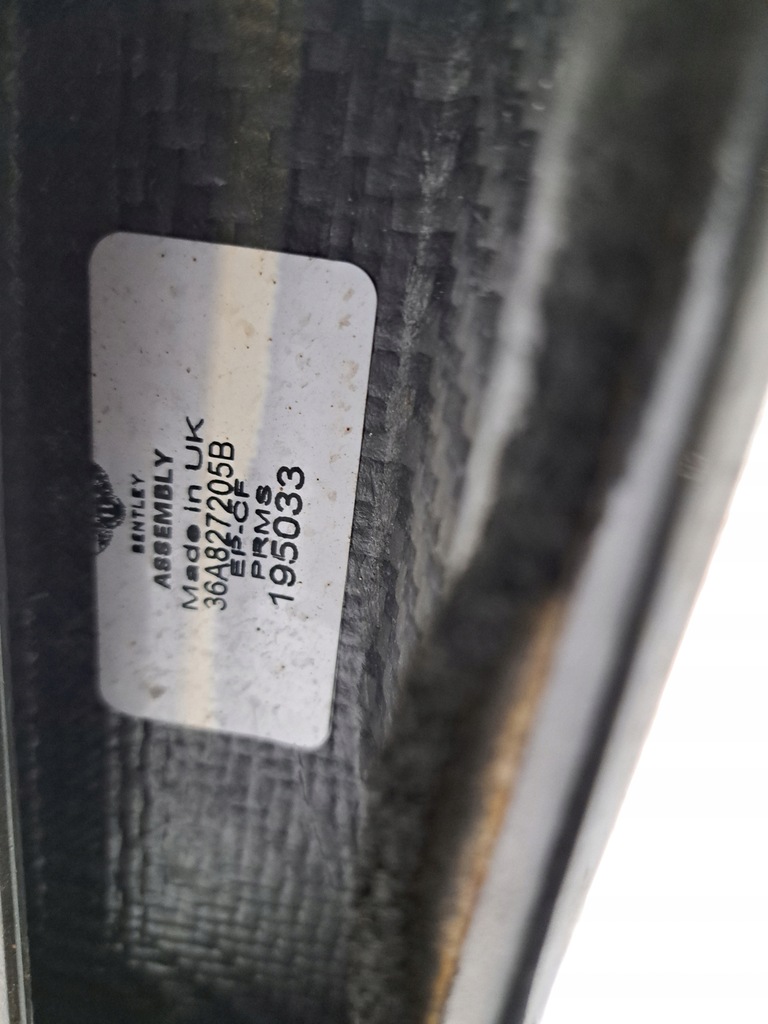 BENTLEY
ASSEMBLY
Made in UK
36A827205B
EP-CF
PRMS
195033